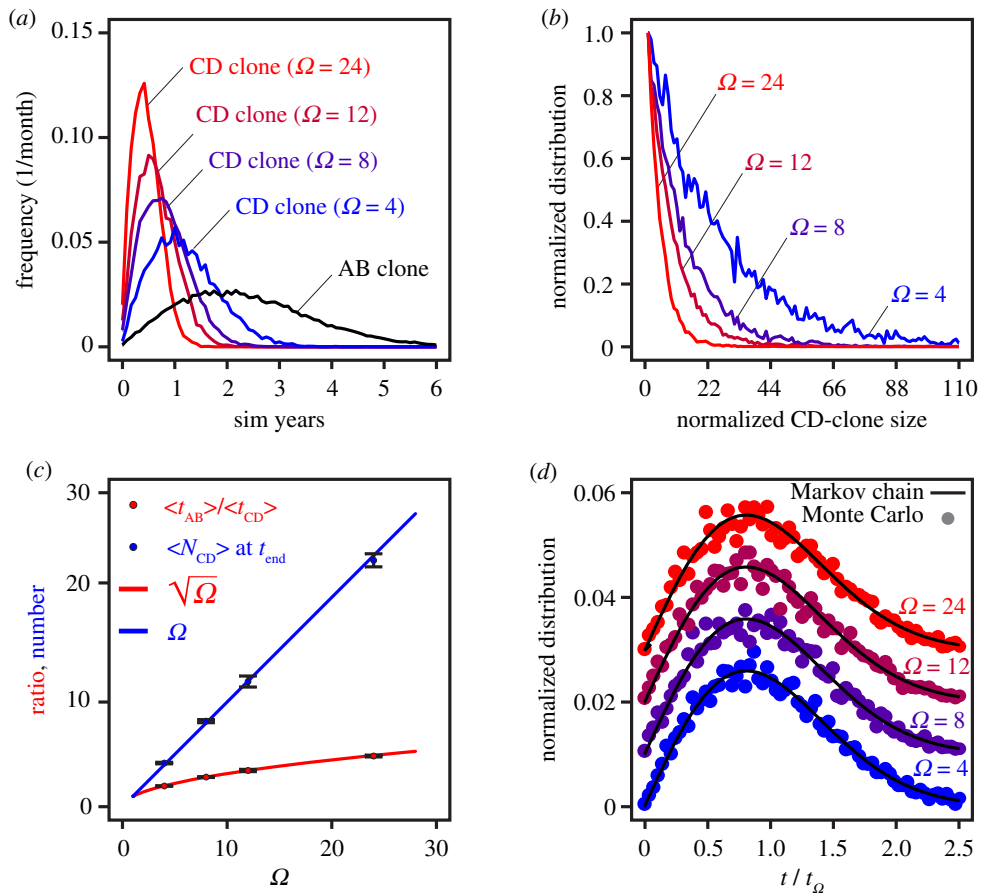 (a)
0.15
0.10
0.05
0
frequency (1/month)
CD clone (Ω = 24)
CD clone (Ω = 12)
CD clone (Ω = 8)
CD clone (Ω = 4)
AB clone
0 1 2 3 4 5 6
sim years
(b)
1.0
0.8
0.6
0.4
0.2
0
normalized distribution
Ω = 24
Ω = 12
Ω = 8
Ω = 4
0 22 44 66 88 110
normalized CD-clone size
(c)
30
20
10
0
ratio, number
<t_AB>/<t_CD>
<N_CD> at t_end
√Ω
Ω
0 10 20 30
Ω
(d)
0.06
0.04
0.02
0
normalized distribution
Markov chain
Monte Carlo
Ω = 24
Ω = 12
Ω = 8
Ω = 4
0 0.5 1.0 1.5 2.0 2.5
t / t_Ω